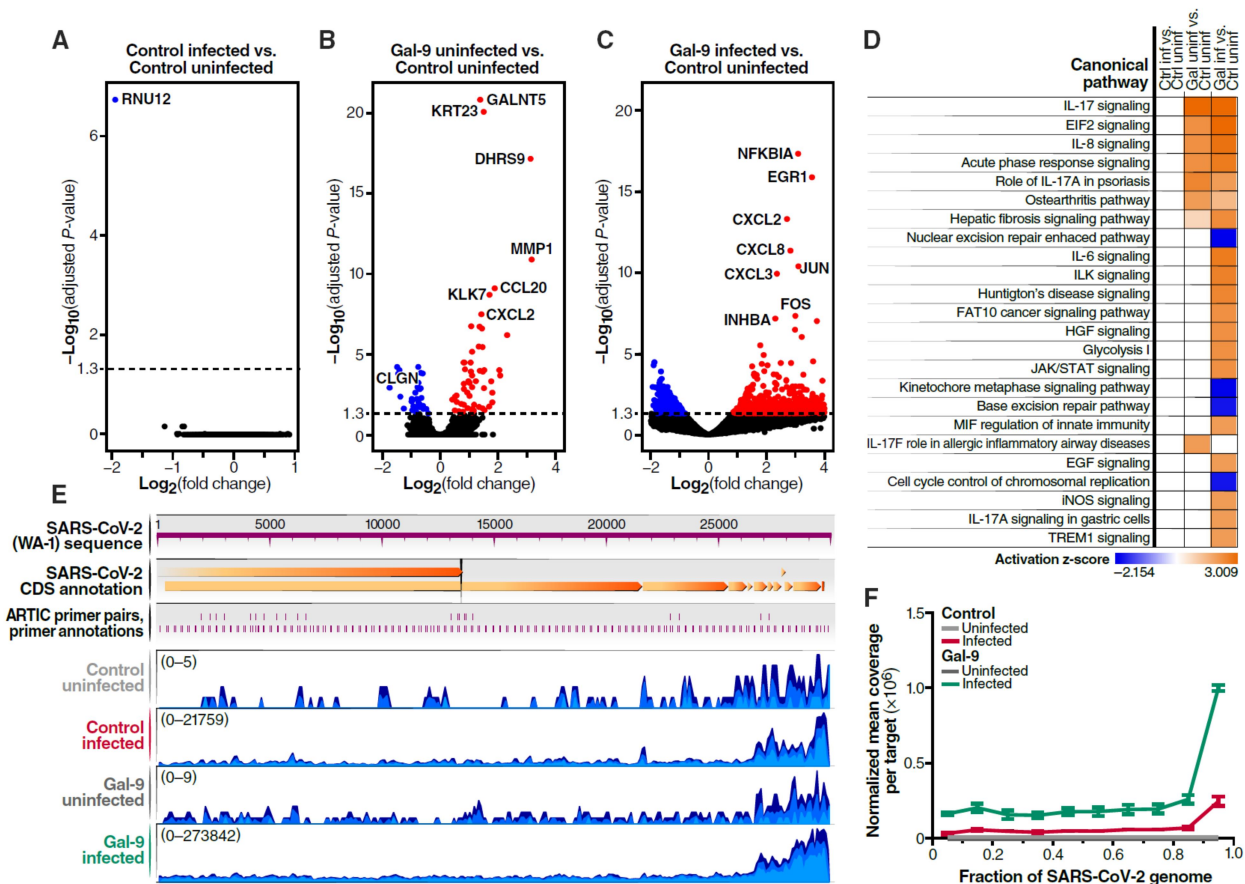 A
Control infected vs.
Control uninfected
RNU12
6
4
2
1.3
0
−2
−1
0
1
−Log10(adjusted P-value)
Log2(fold change)
B
Gal-9 uninfected vs.
Control uninfected
GALNT5
KRT23
DHRS9
MMP1
CCL20
KLK7
CXCL2
CLGN
20
15
10
5
1.3
0
−2
0
2
4
−Log10(adjusted P-value)
Log2(fold change)
C
Gal-9 infected vs.
Control uninfected
NFKBIA
EGR1
CXCL2
CXCL8
JUN
CXCL3
FOS
INHBA
20
15
10
5
1.3
0
−2
0
2
4
−Log10(adjusted P-value)
Log2(fold change)
D
Canonical
pathway
Ctrl inf vs.
Ctrl uninf
Gal uninf vs.
Ctrl uninf
Gal inf vs.
Ctrl uninf
IL-17 signaling
EIF2 signaling
IL-8 signaling
Acute phase response signaling
Role of IL-17A in psoriasis
Ostearthritis pathway
Hepatic fibrosis signaling pathway
Nuclear excision repair enhaced pathway
IL-6 signaling
ILK signaling
Huntigton's disease signaling
FAT10 cancer signaling pathway
HGF signaling
Glycolysis I
JAK/STAT signaling
Kinetochore metaphase signaling pathway
Base excision repair pathway
MIF regulation of innate immunity
IL-17F role in allergic inflammatory airway diseases
EGF signaling
Cell cycle control of chromosomal replication
iNOS signaling
IL-17A signaling in gastric cells
TREM1 signaling
Activation z-score
−2.154
3.009
E
SARS-CoV-2
(WA-1) sequence
1
5000
10000
15000
20000
25000
SARS-CoV-2
CDS annotation
ARTIC primer pairs,
primer annotations
Control
uninfected
(0–5)
Control
infected
(0–21759)
Gal-9
uninfected
(0–9)
Gal-9
infected
(0–273842)
F
Control
Uninfected
Infected
Gal-9
Uninfected
Infected
1.5
1.0
0.5
0
0
0.2
0.4
0.6
0.8
1.0
Normalized mean coverage
per target (×10^6)
Fraction of SARS-CoV-2 genome